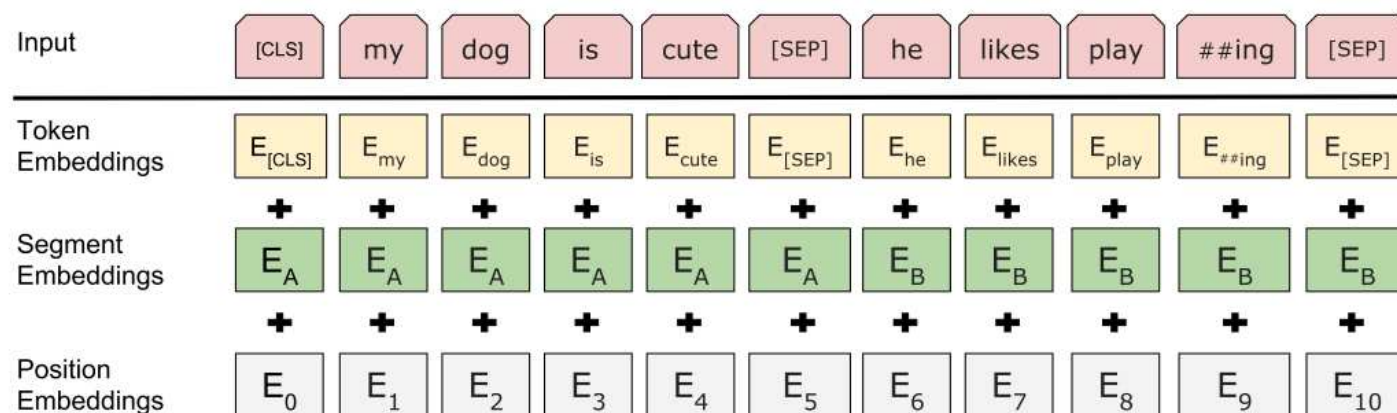 Input [CLS] my dog is cute [SEP] he likes play ##ing [SEP]
Token Embeddings E[CLS] Emy Edog Eis Ecute E[SEP] Ehe Elikes Eplay E##ing E[SEP]
+ + + + + + + + + + +
Segment Embeddings EA EA EA EA EA EA EB EB EB EB EB
+ + + + + + + + + + +
Position Embeddings E0 E1 E2 E3 E4 E5 E6 E7 E8 E9 E10